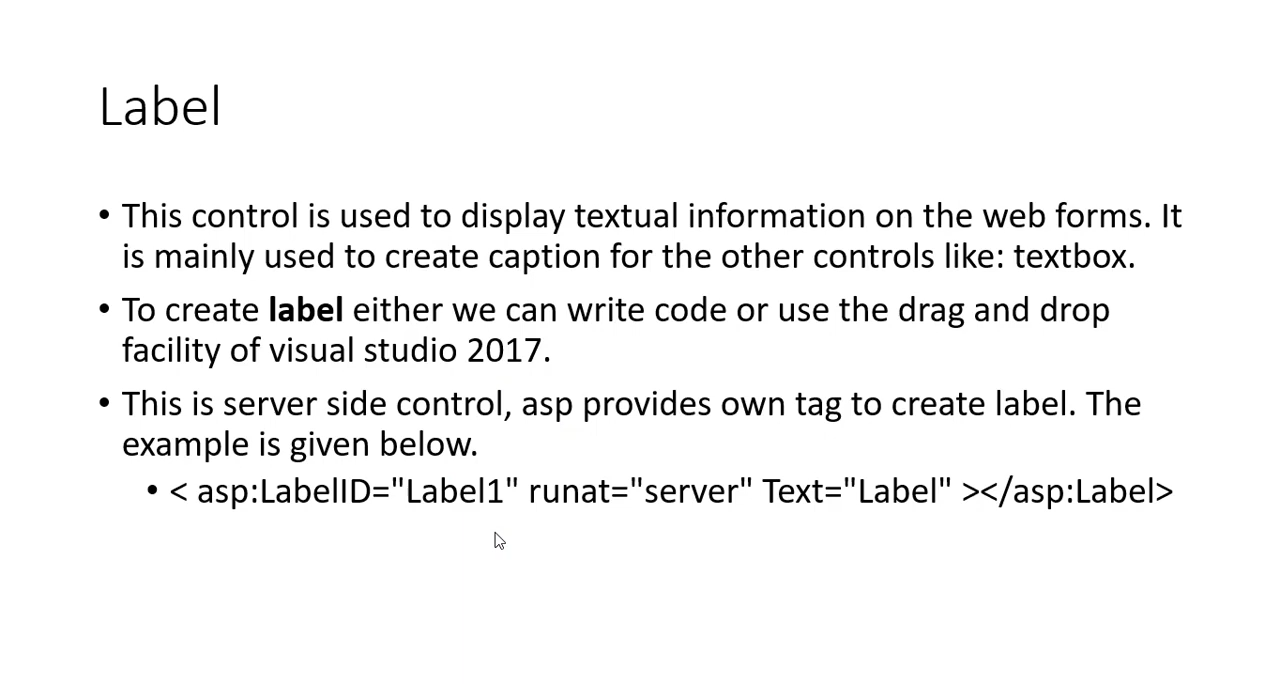 Label
• This control is used to display textual information on the web forms. It
is mainly used to create caption for the other controls like: textbox.
• To create label either we can write code or use the drag and drop
facility of visual studio 2017.
• This is server side control, asp provides own tag to create label. The
example is given below.
• < asp:LabelID="Label1" runat="server" Text="Label" ></asp:Label>